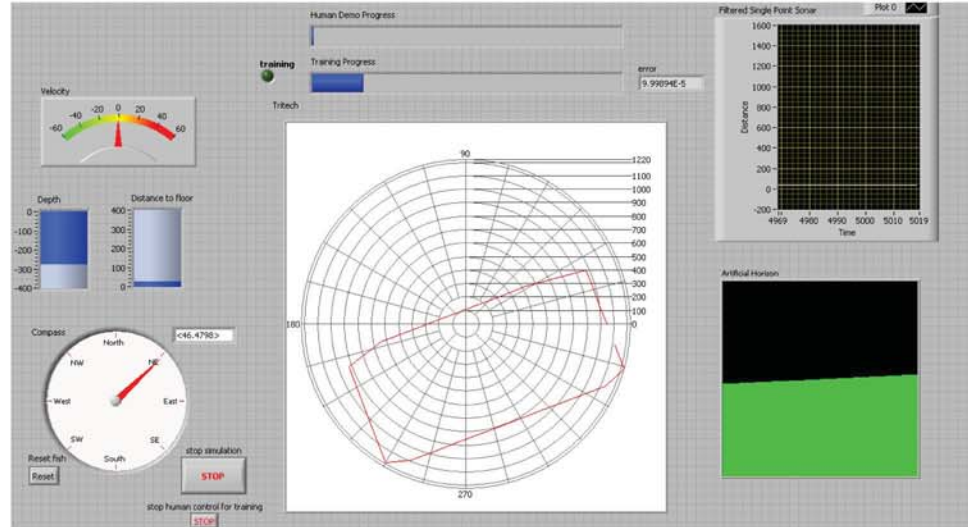 Human Demo Progress
Filtered Single Point Sonar
Plot 0
training
Training Progress
error
9.99894E-5
Velocity
-60
-40
-20
0
20
40
60
Tritech
Distance
1600
1400
1200
1000
800
600
400
200
0
-200
4969
4980
4990
5000
5010
5019
Time
Depth
0
-100
-200
-300
-400
Distance to floor
400
300
200
100
0
90
180
270
1220
1100
1000
900
800
700
600
500
400
300
200
100
0
Artificial Horizon
Compass
<46.4798>
North
NW
NE
West
East
SW
SE
South
Reset fish
Reset
stop simulation
STOP
stop human control for training
STOP